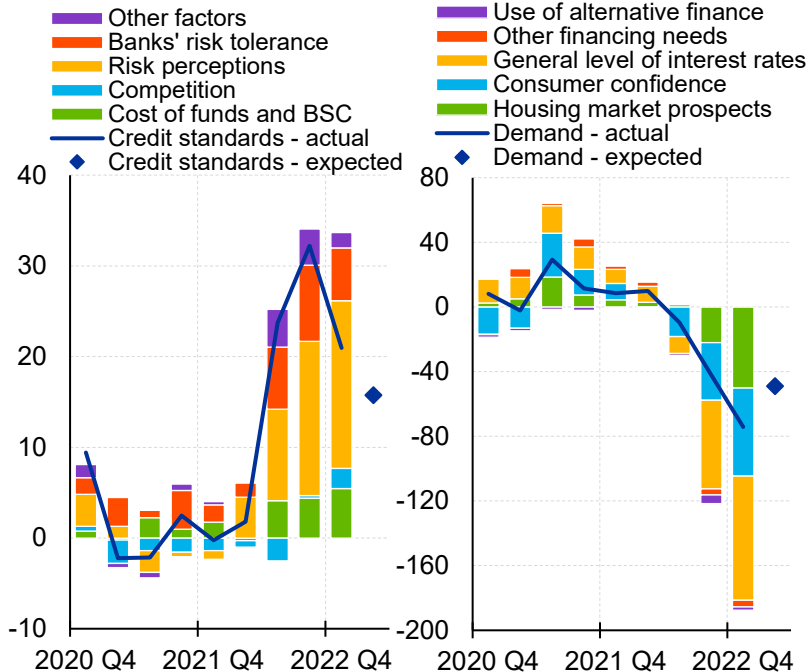 Other factors
Banks' risk tolerance
Risk perceptions
Competition
Cost of funds and BSC
Credit standards - actual
Credit standards - expected
40
30
20
10
0
-10
2020 Q4
2021 Q4
2022 Q4
Use of alternative finance
Other financing needs
General level of interest rates
Consumer confidence
Housing market prospects
Demand - actual
Demand - expected
80
40
0
-40
-80
-120
-160
-200
2020 Q4
2021 Q4
2022 Q4